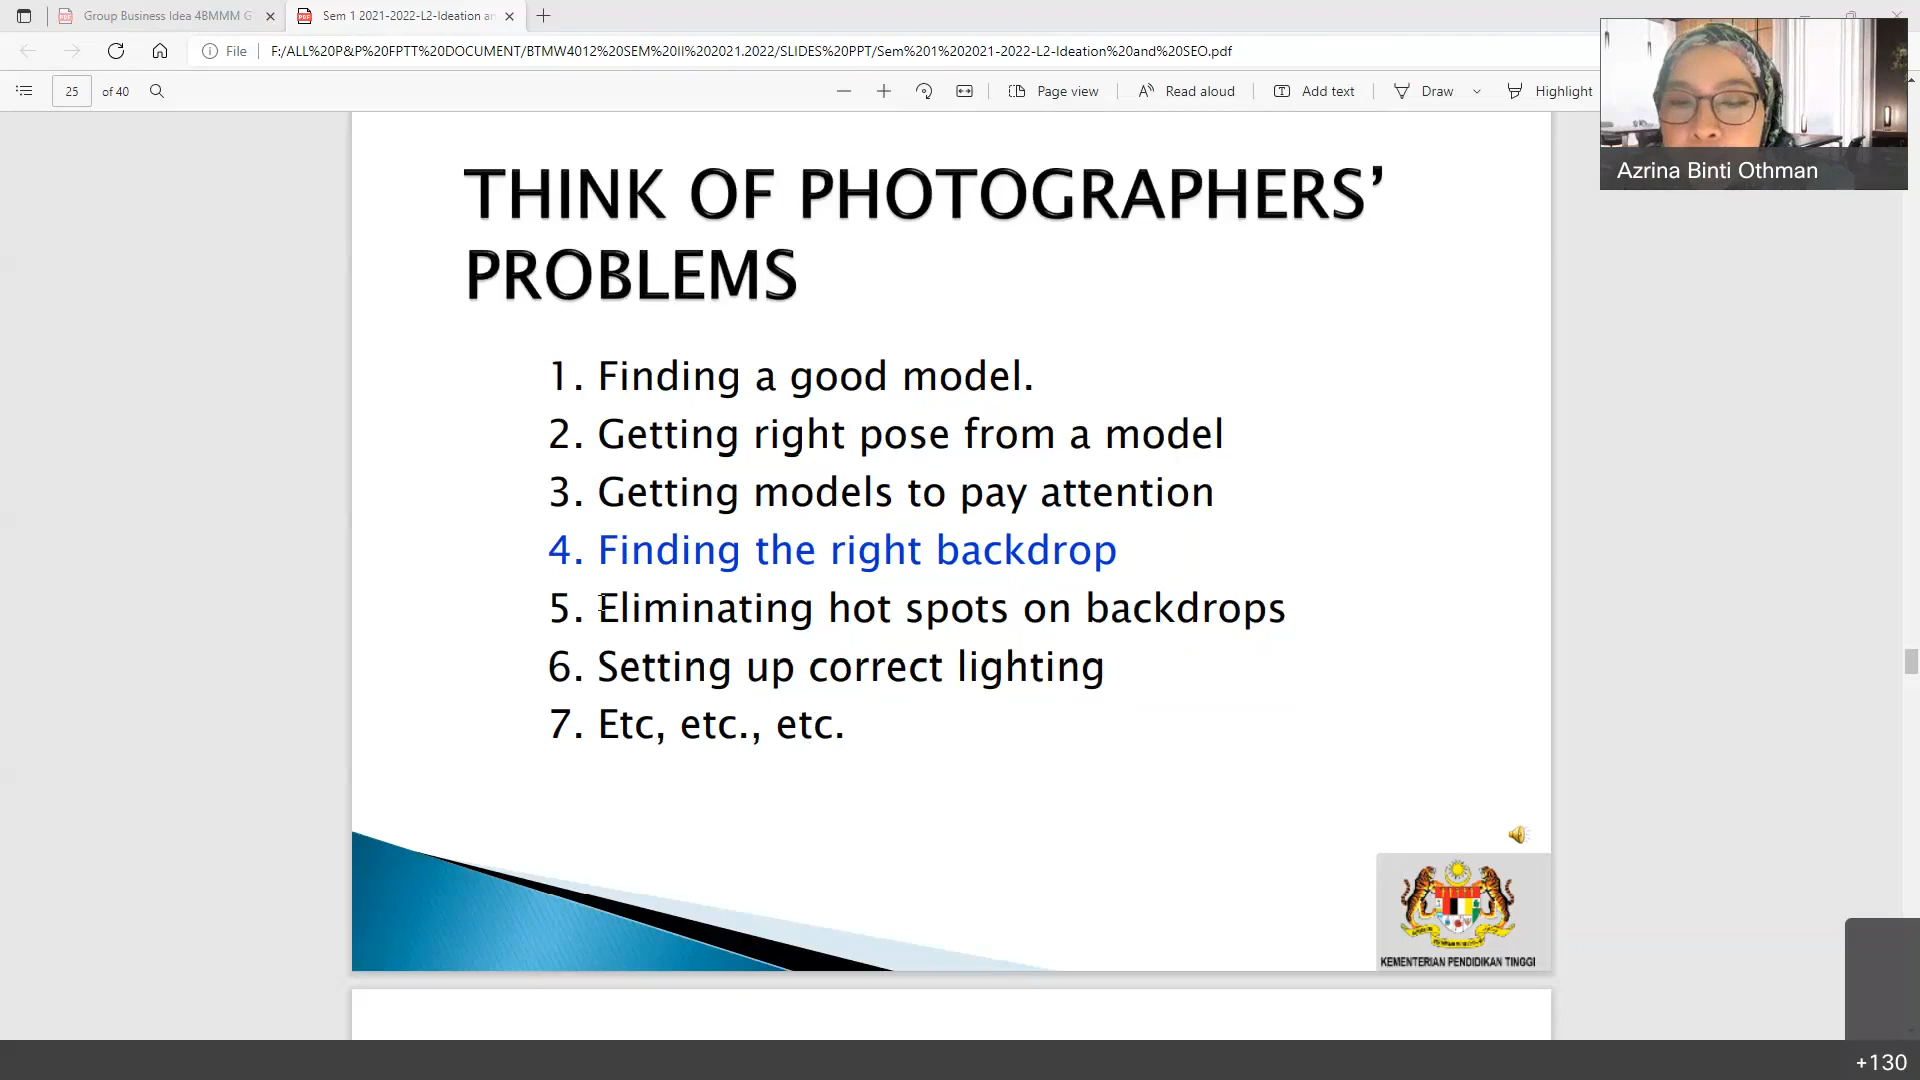 Group Business Idea 4BMMM G
Sem 1 2021-2022-L2-Ideation an
File
F:/ALL%20P&P%20FPTT%20DOCUMENT/BTMW4012%20SEM%20II%202021.2022/SLIDES%20PPT/Sem%201%202021-2022-L2-Ideation%20and%20SEO.pdf
25 of 40
Page view
Read aloud
Add text
Draw
Highlight
Azrina Binti Othman
THINK OF PHOTOGRAPHERS’
PROBLEMS
1. Finding a good model.
2. Getting right pose from a model
3. Getting models to pay attention
4. Finding the right backdrop
5. Eliminating hot spots on backdrops
6. Setting up correct lighting
7. Etc, etc., etc.
KEMENTERIAN PENDIDIKAN TINGGI
+130